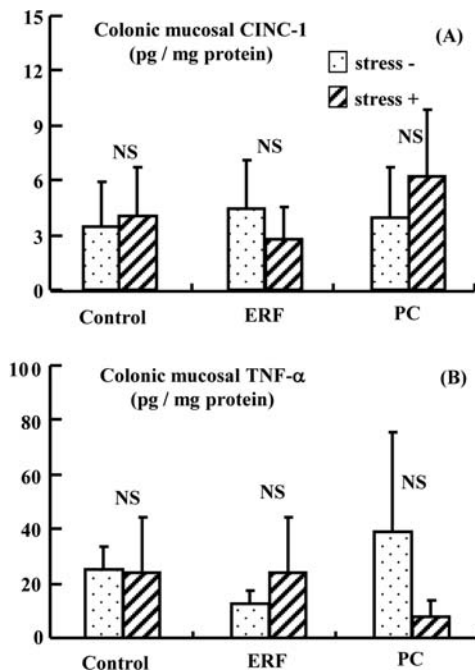 Colonic mucosal CINC-1 (A)
(pg / mg protein)
stress -
stress +
15
12
9
6
3
0
NS
NS
NS
Control ERF PC
Colonic mucosal TNF-α (B)
(pg / mg protein)
100
80
60
40
20
0
NS
NS
NS
Control ERF PC